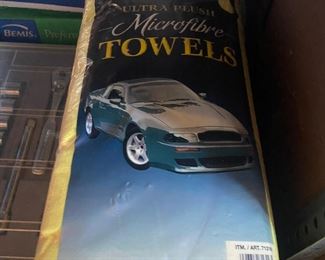 BEMIS
ULTRA PLUSH
Microfibre
TOWELS
ITM. / ART.